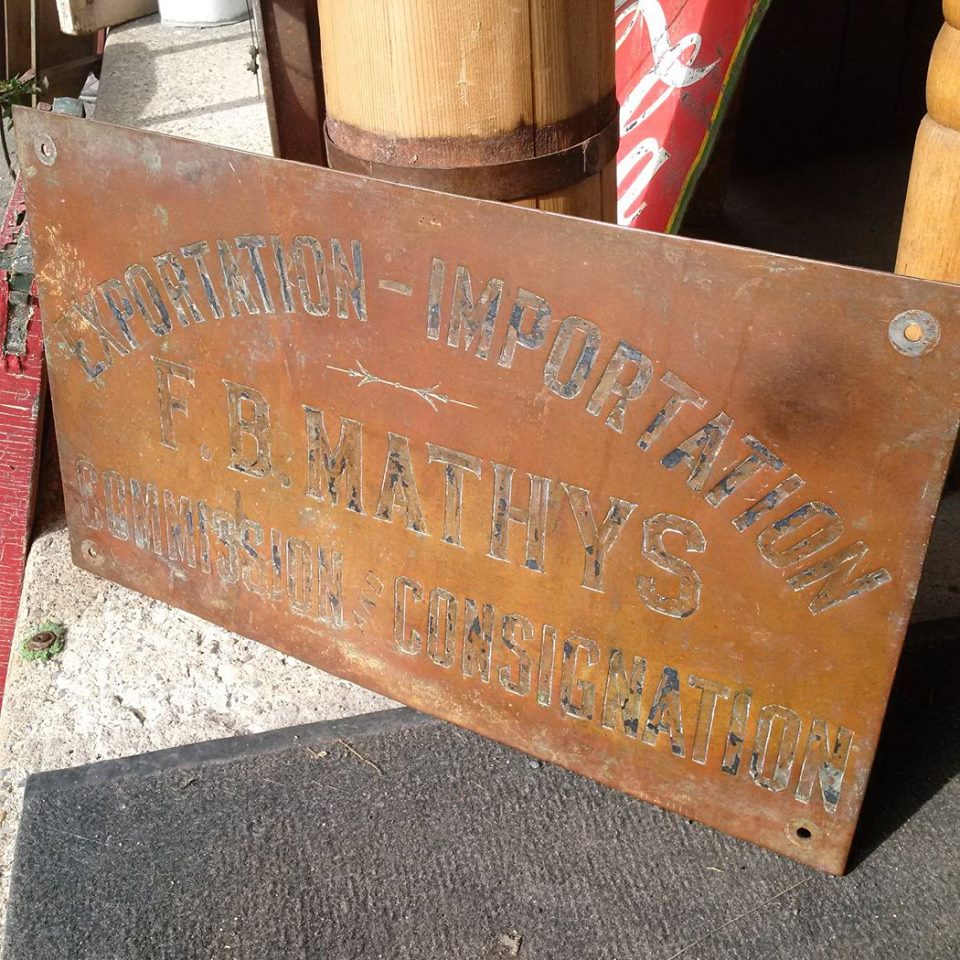 EXPORTATION - IMPORTATION
F.B. MATHYS
COMMISSION & CONSIGNATION